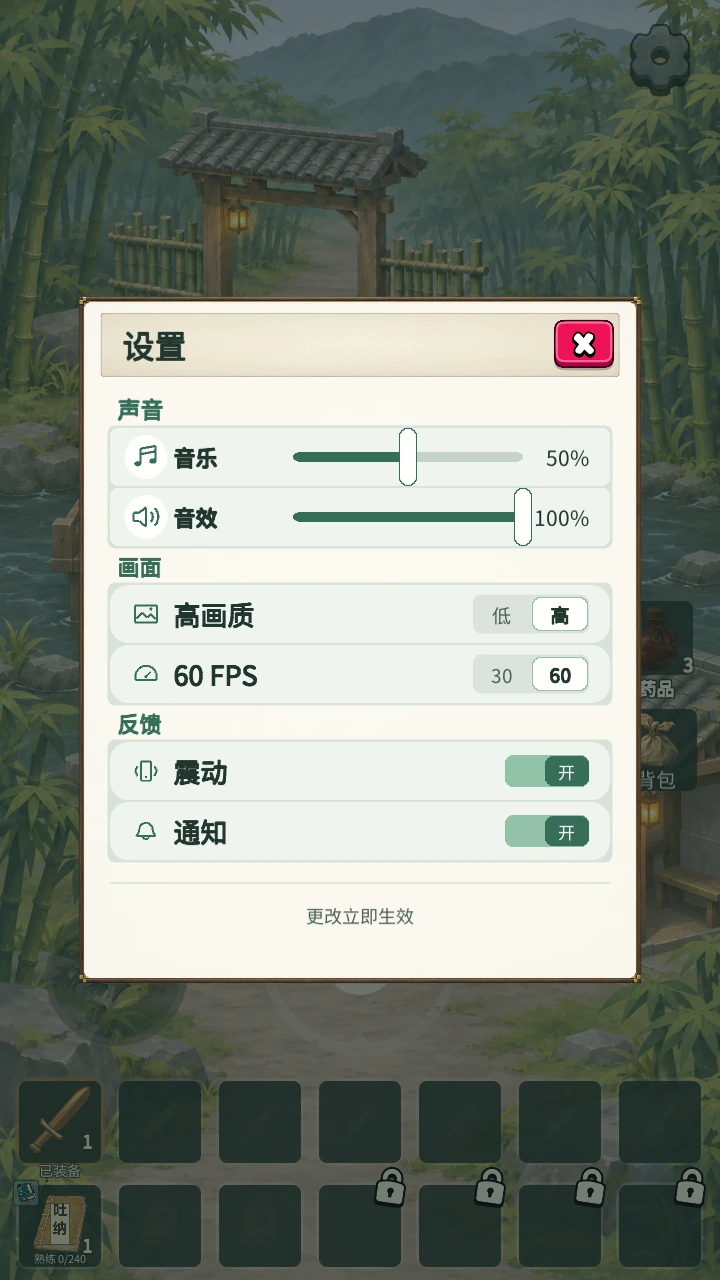 设置
声音
音乐 50%
音效 100%
画面
高画质 低 高
60 FPS 30 60
反馈
震动 开
通知 开
更改立即生效
3
药品
背包
1
已装备
吐纳
1
熟练 0/240